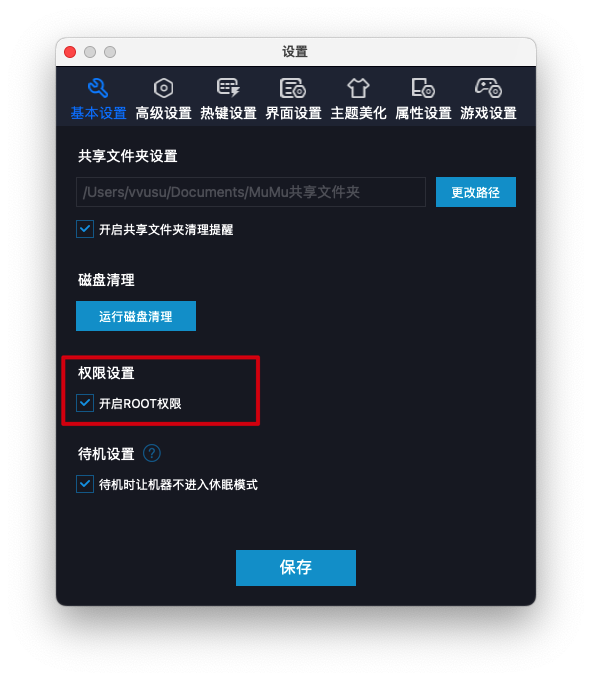 设置
基本设置 高级设置 热键设置 界面设置 主题美化 属性设置 游戏设置
共享文件夹设置
/Users/vvusu/Documents/MuMu共享文件夹 更改路径
开启共享文件夹清理提醒
磁盘清理
运行磁盘清理
权限设置
开启ROOT权限
待机设置 ?
待机时让机器不进入休眠模式
保存